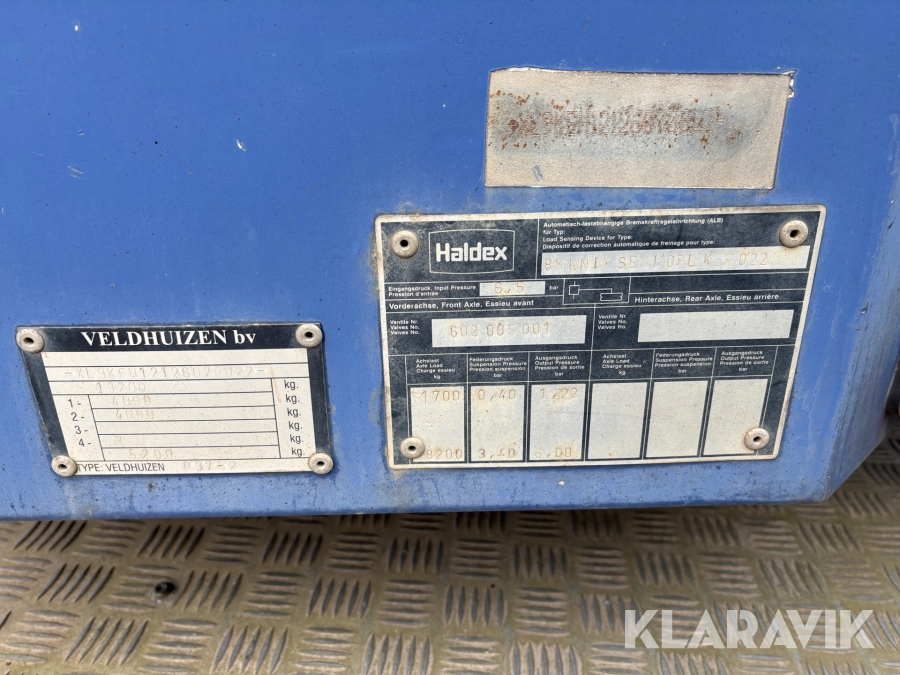 Haldex
Automatisch-lastabhängige Bremskraftregeleinrichtung (ALB)
für Typ:
Load Sensing Device for Type:
Dispositif de correction automatique de freinage pour type:
022
Eingangsdruck, Input Pressure
Pression d'entrée
6,5 bar
Vorderachse, Front Axle, Essieu avant
Hinterachse, Rear Axle, Essieu arrière
Ventile Nr.
Valves No.
Valves No.
602 005 001
Ventile Nr.
Valves No.
Valves No.
Achslast
Axle Load
Charge essieu
kg
Federungsdruck
Suspension Pressure
Pression suspension
bar
Ausgangsdruck
Output Pressure
Pression de sortie
bar
Achslast
Axle Load
Charge essieu
kg
Federungsdruck
Suspension Pressure
Pression suspension
bar
Ausgangsdruck
Output Pressure
Pression de sortie
bar
1700 0,40 1,22
8200 3,40 6,00
VELDHUIZEN bv
kg.
1- kg.
2- kg.
3- kg.
4- kg.
TYPE: VELDHUIZEN
KLARAVIK